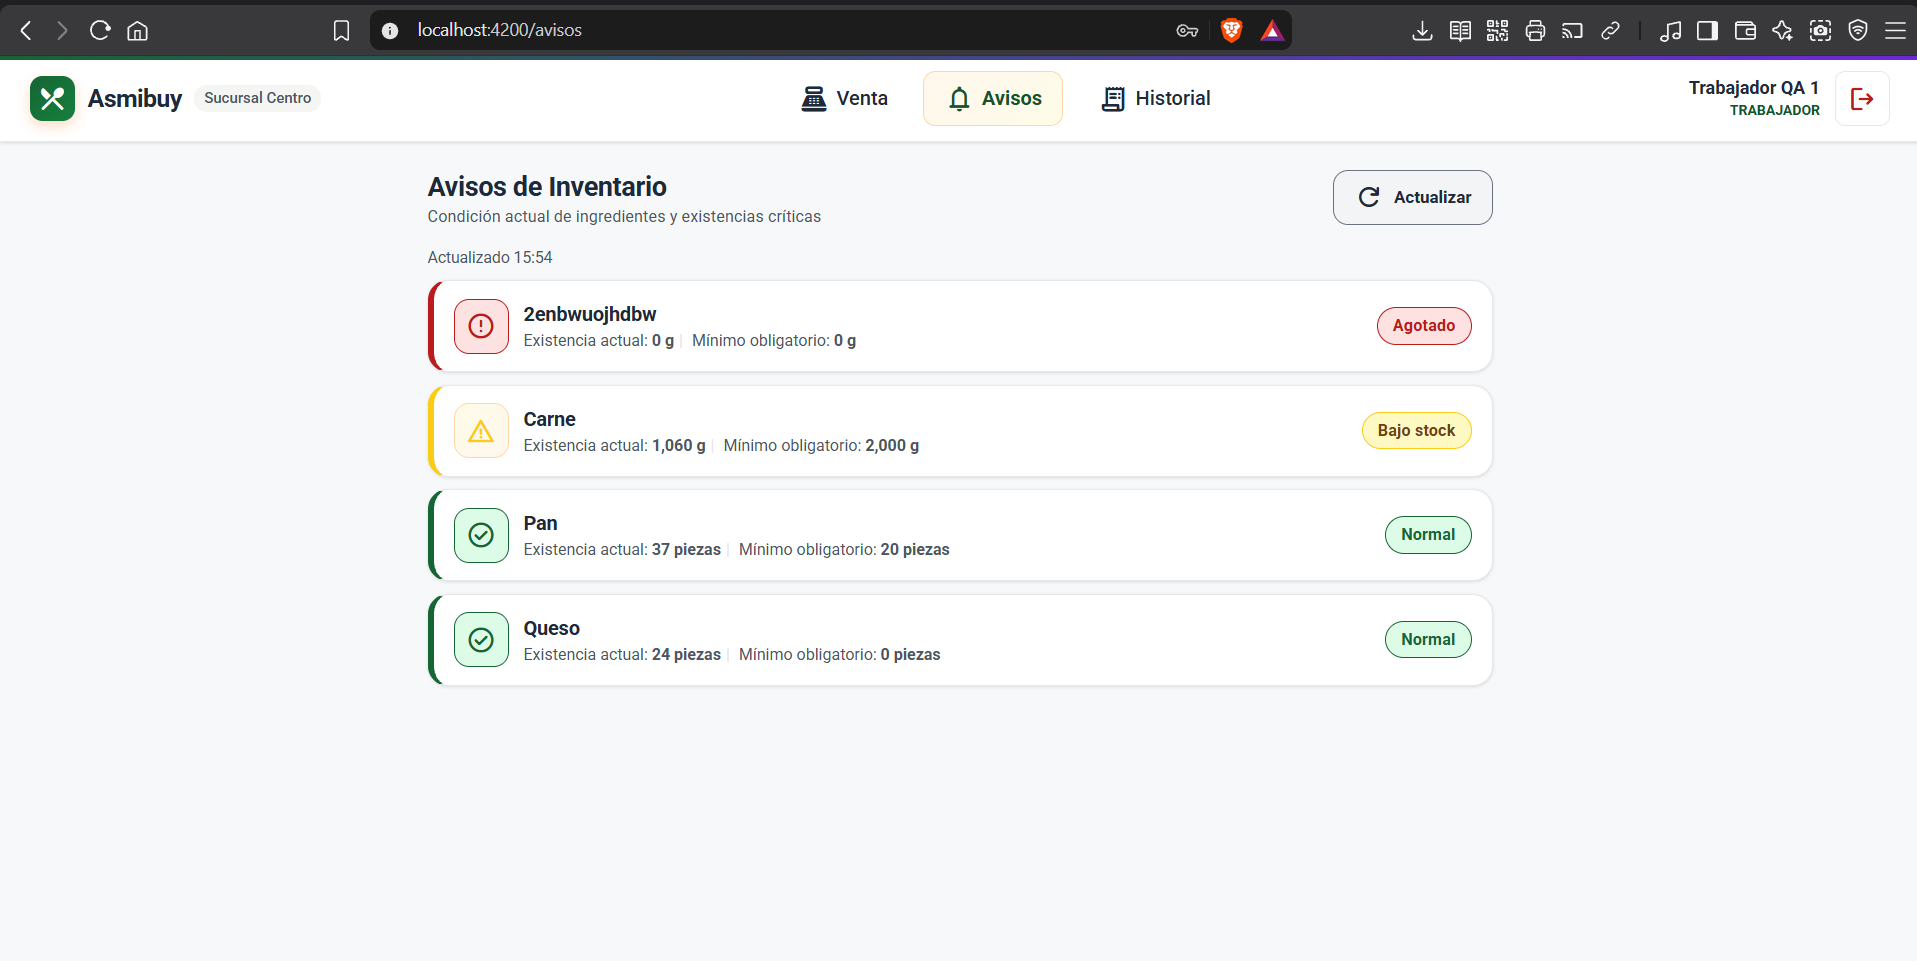 localhost:4200/avisos
Asmibuy
Sucursal Centro
Venta
Avisos
Historial
Trabajador QA 1
TRABAJADOR
Avisos de Inventario
Condición actual de ingredientes y existencias críticas
Actualizar
Actualizado 15:54
2enbwuojhdbw
Existencia actual: 0 g | Mínimo obligatorio: 0 g
Agotado
Carne
Existencia actual: 1,060 g | Mínimo obligatorio: 2,000 g
Bajo stock
Pan
Existencia actual: 37 piezas | Mínimo obligatorio: 20 piezas
Normal
Queso
Existencia actual: 24 piezas | Mínimo obligatorio: 0 piezas
Normal